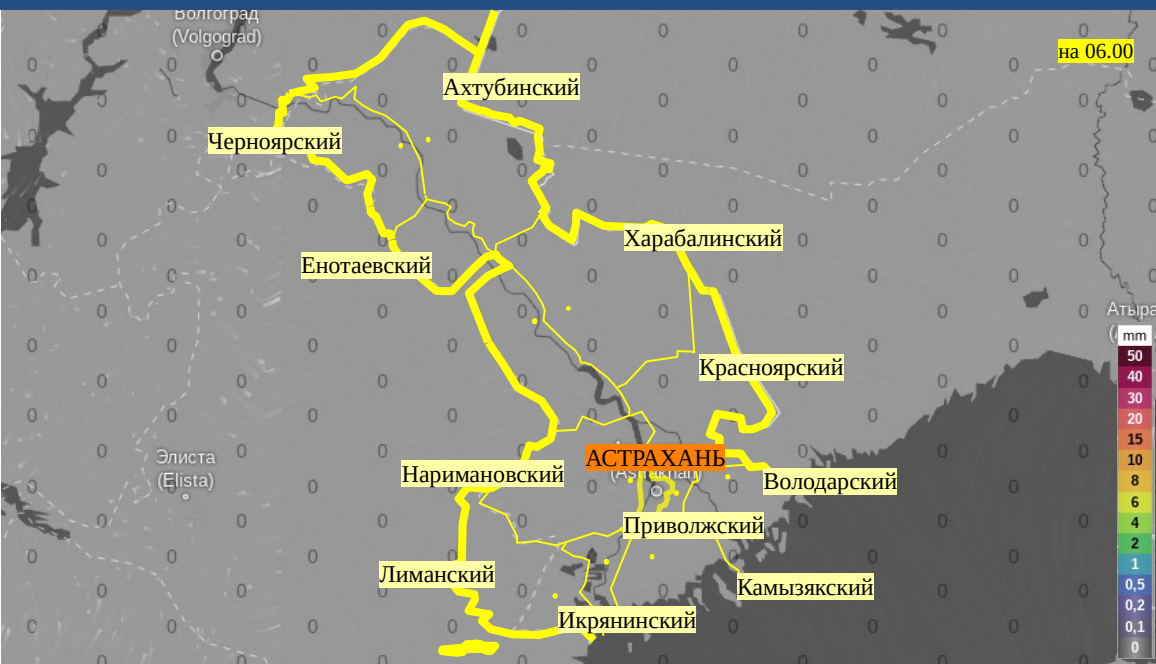 Волгоград
(Volgograd)
на 06.00
Ахтубинский
Черноярский
Харабалинский
Енотаевский
Атыра
mm
50
40
30
20
15
10
8
6
4
2
1
0,5
0,2
0,1
0
Красноярский
АСТРАХАНЬ
(Astrakhan)
Элиста
(Elista)
Наримановский
Володарский
Приволжский
Лиманский
Камызякский
Икрянинский